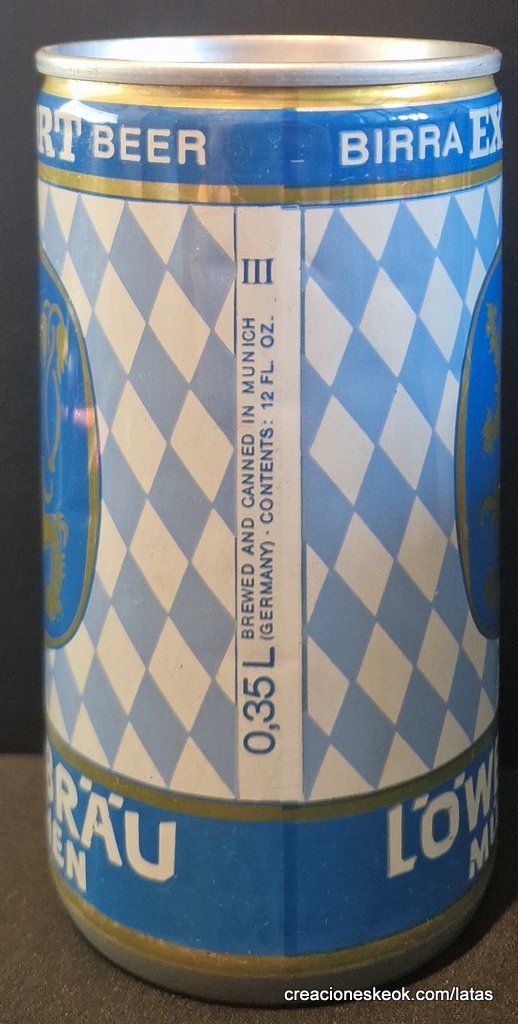 RT BEER
BIRRA EX
III
0,35 L BREWED AND CANNED IN MUNICH
(GERMANY) · CONTENTS: 12 FL. OZ.
BRÄU
EN
LÖW
MÜ
creacioneskeok.com/latas